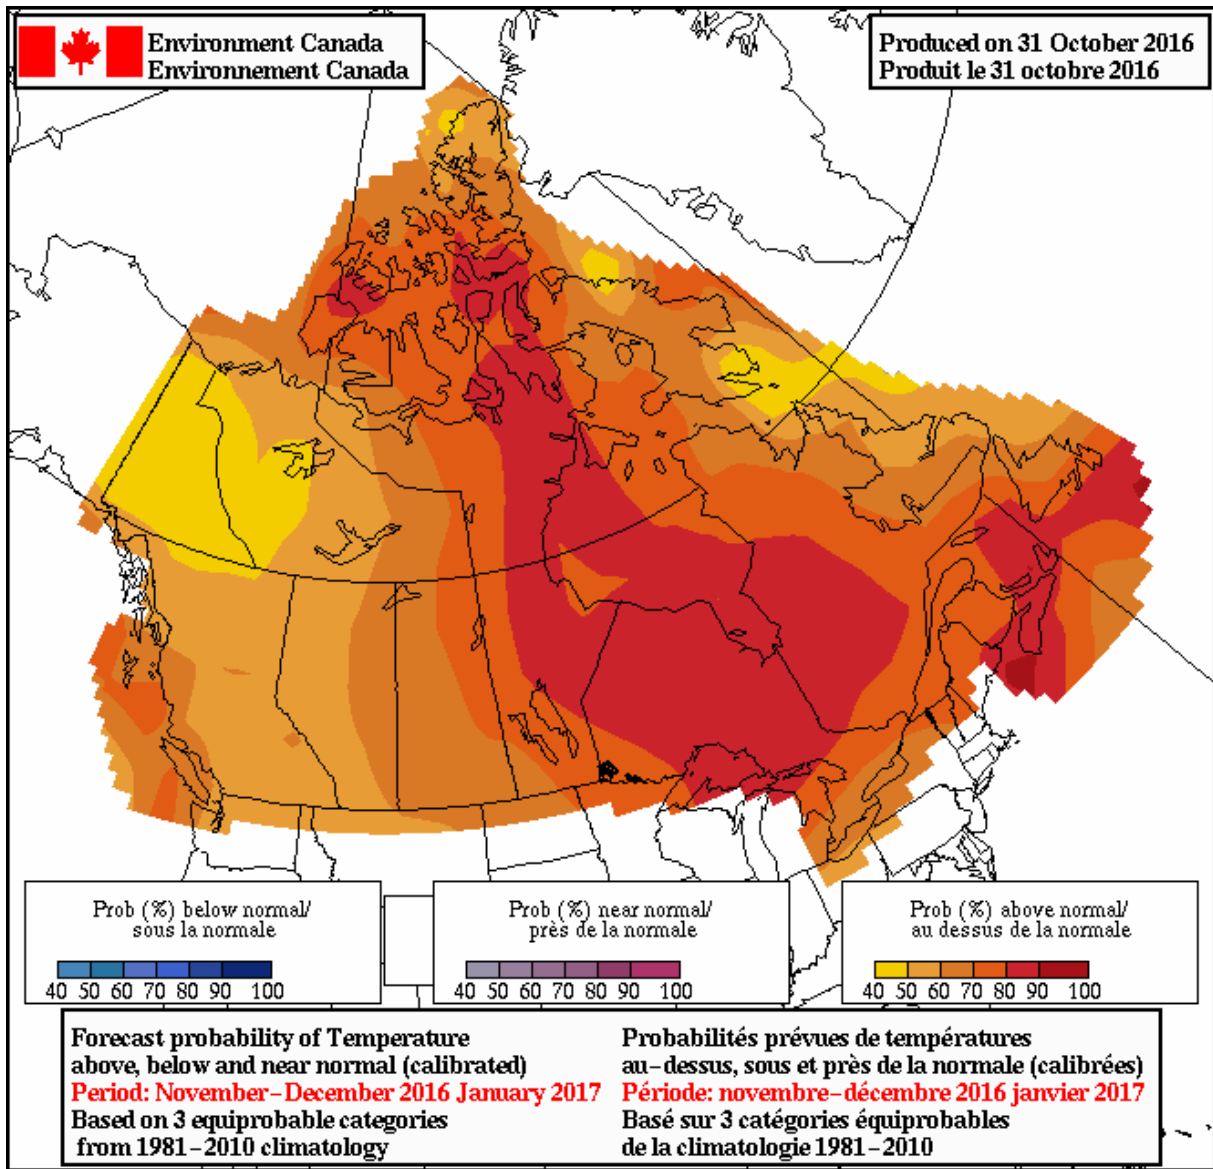 Environment Canada
Environnement Canada
Produced on 31 October 2016
Produit le 31 octobre 2016
Prob (%) below normal/
sous la normale
40 50 60 70 80 90 100
Prob (%) near normal/
près de la normale
40 50 60 70 80 90 100
Prob (%) above normal/
au dessus de la normale
40 50 60 70 80 90 100
Forecast probability of Temperature
above, below and near normal (calibrated)
Period: November-December 2016 January 2017
Based on 3 equiprobable categories
from 1981-2010 climatology
Probabilités prévues de températures
au-dessus, sous et près de la normale (calibrées)
Période: novembre-décembre 2016 janvier 2017
Basé sur 3 catégories équiprobables
de la climatologie 1981-2010